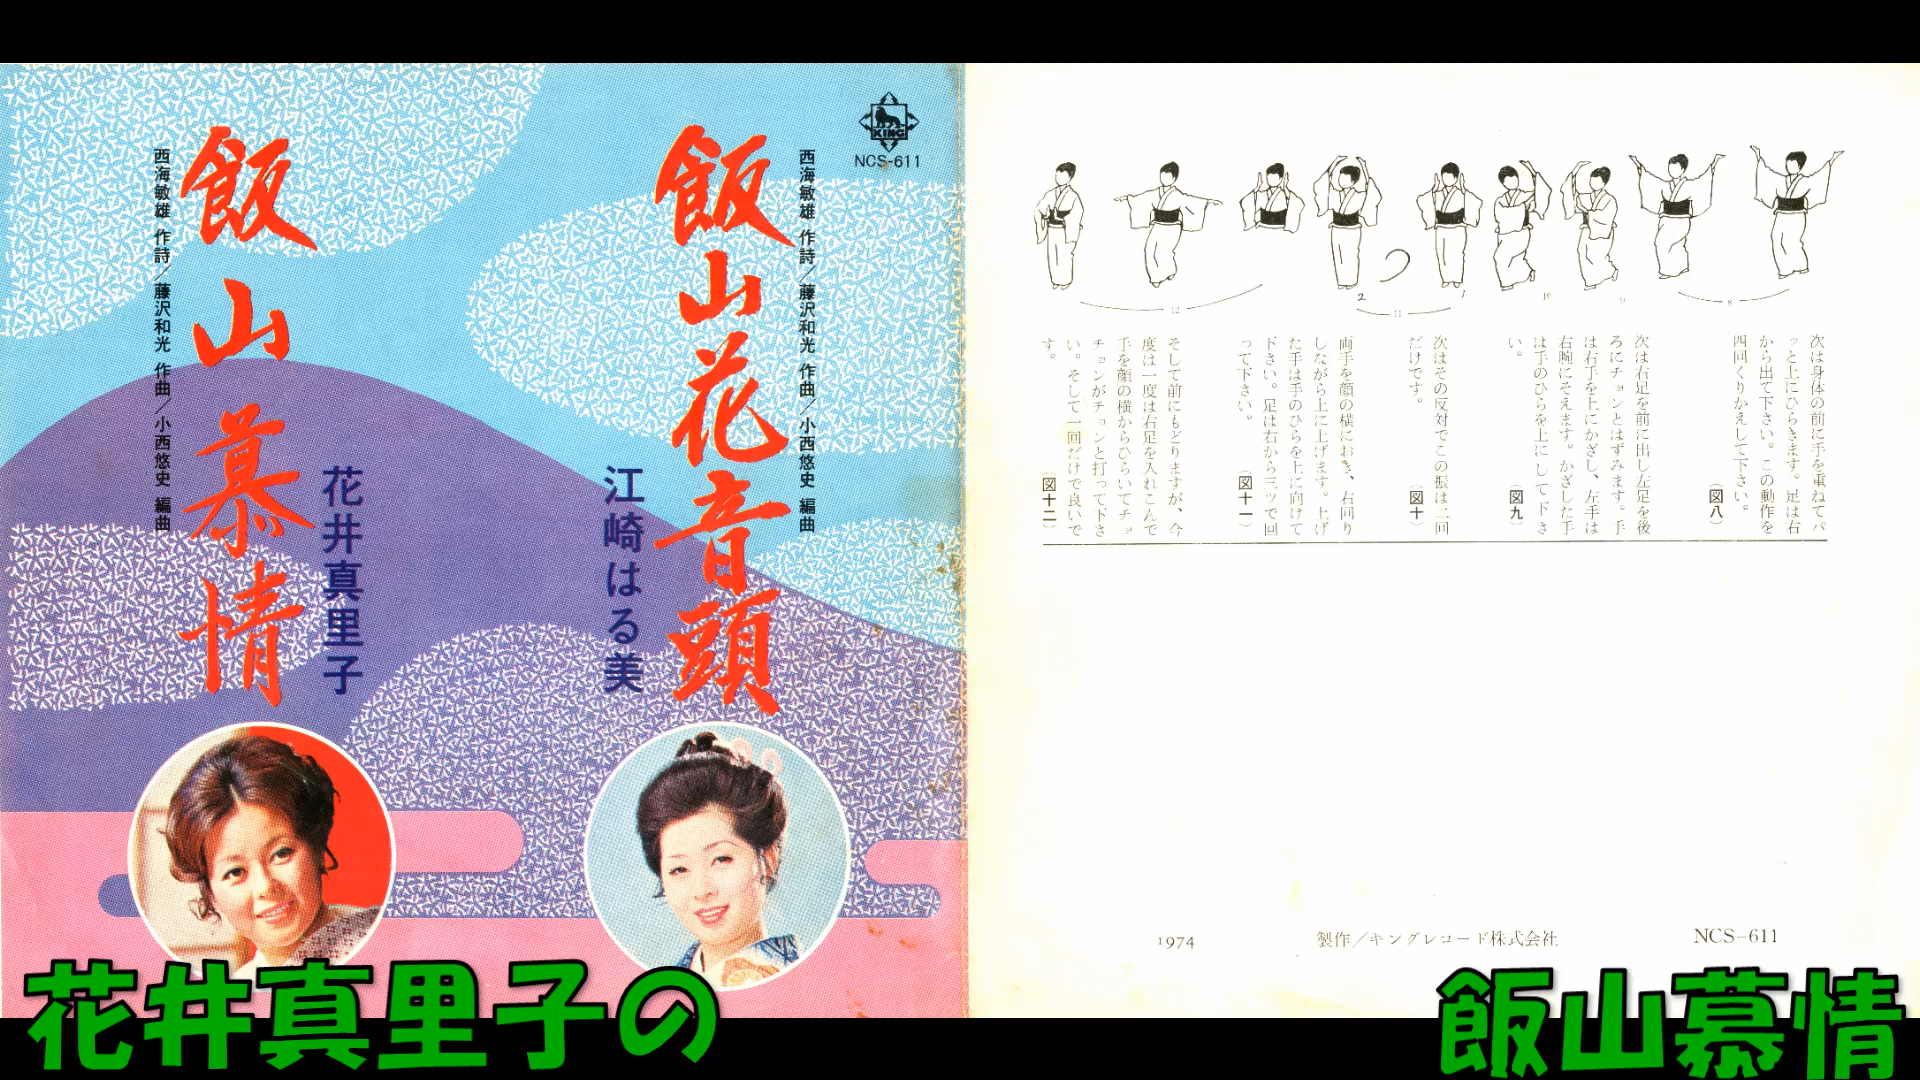 KING
NCS-611
西海敏雄 作詩／藤沢和光 作曲／小西悠史 編曲
飯山花音頭
江崎はる美
花井真里子
飯山慕情
西海敏雄 作詩／藤沢和光 作曲／小西悠史 編曲
12
2
11
1
10
9
8
次は身体の前に手を重ねてパ
ッと上にひらきます。足は右
から出て下さい。この動作を
四回くりかえして下さい。
（図八）
次は右足を前に出し左足を後
ろにチョンとはずみます。手
は右手を上にかざし、左手は
右腕にそえます。かざした手
は手のひらを上にして下さ
い。
（図九）
次はその反対でこの振は二回
だけです。
（図十）
両手を顔の横におき、右回り
しながら上に上げます。上げ
た手は手のひらを上に向けて
下さい。足は右から三ッで回
って下さい。
（図十一）
そして前にもどりますが、今
度は一度は右足を入れこんで
手を顔の横からひらいてチョ
チョンがチョンと打って下さ
い。そして一回だけで良いで
す。
（図十二）
1974
製作／キングレコード株式会社
NCS-611
花井真里子の
飯山慕情